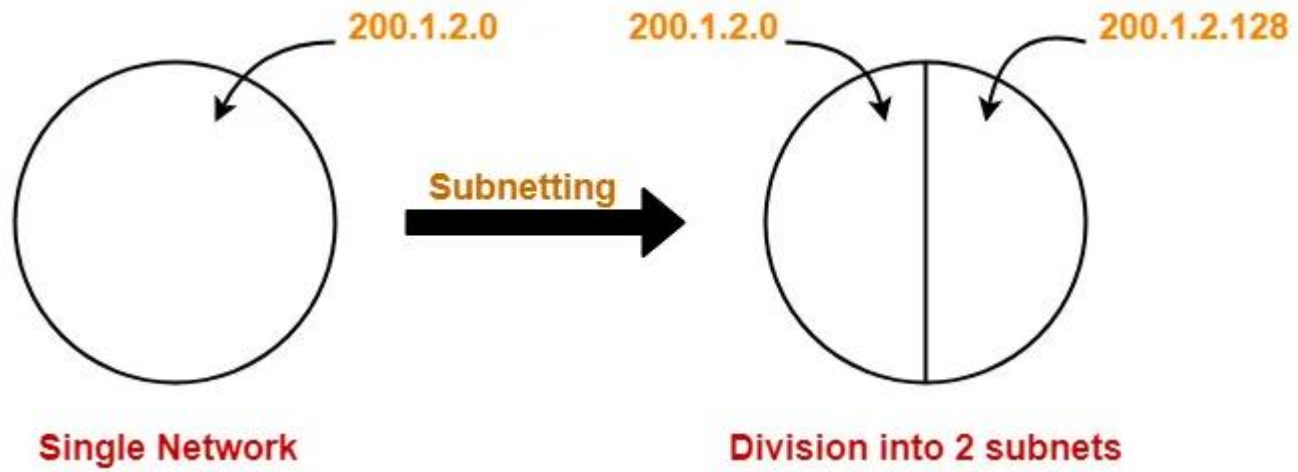 200.1.2.0
200.1.2.0
200.1.2.128
Subnetting
Single Network
Division into 2 subnets